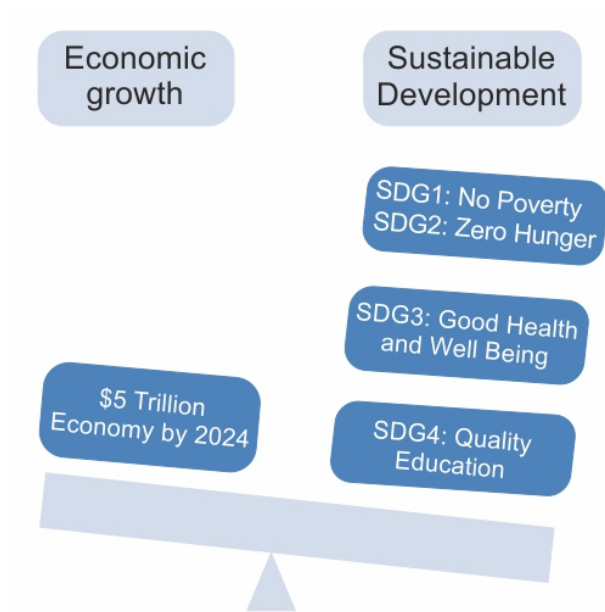 Economic
growth
Sustainable
Development
SDG1: No Poverty
SDG2: Zero Hunger
SDG3: Good Health
and Well Being
$5 Trillion
Economy by 2024
SDG4: Quality
Education